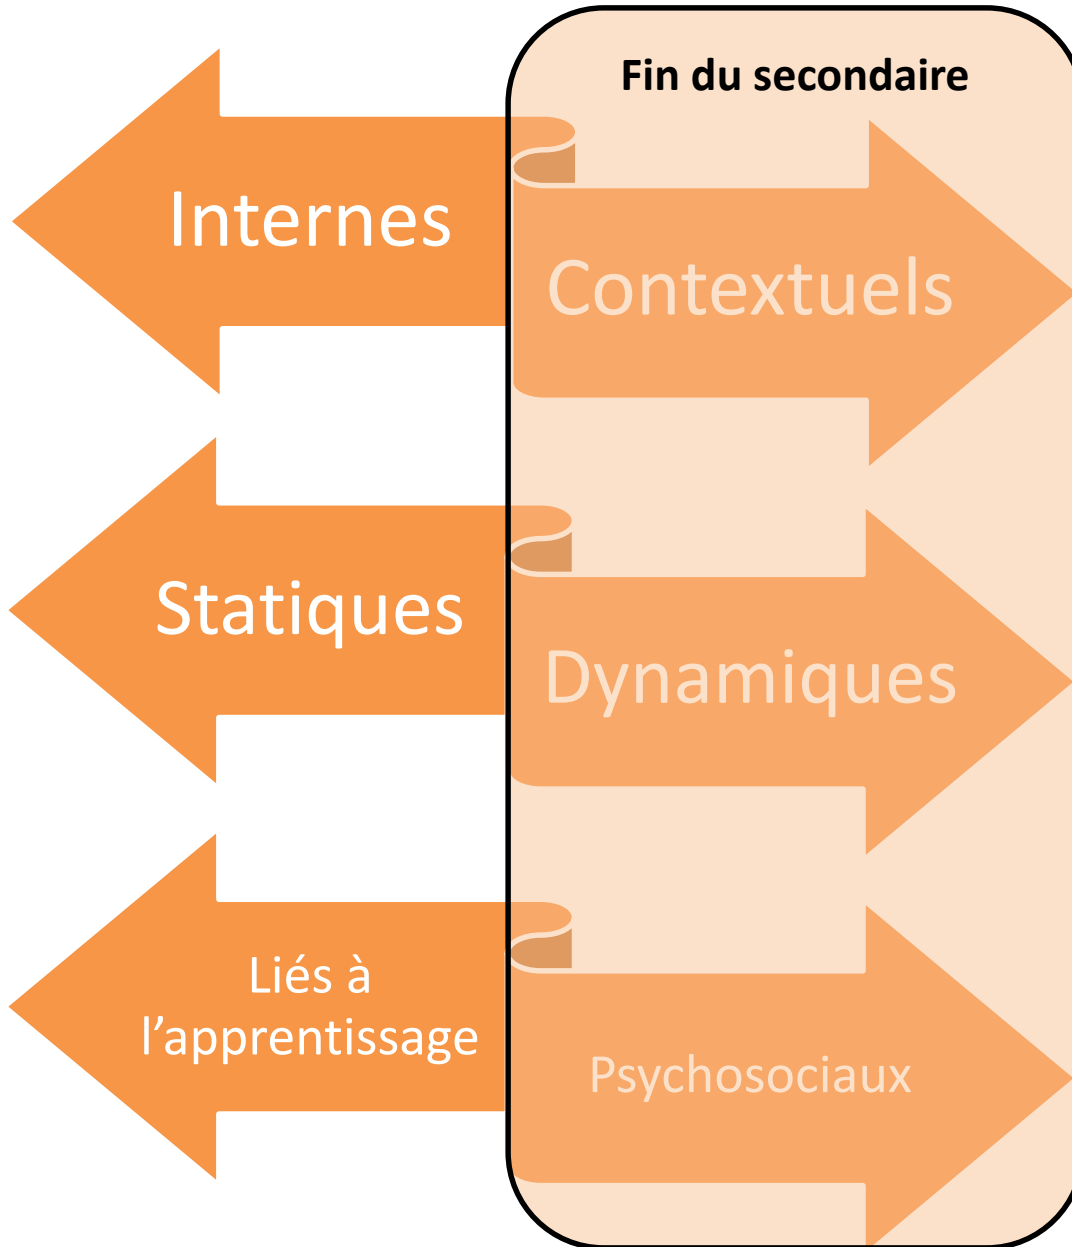 Fin du secondaire
Internes
Contextuels
Statiques
Dynamiques
Liés à
l’apprentissage
Psychosociaux